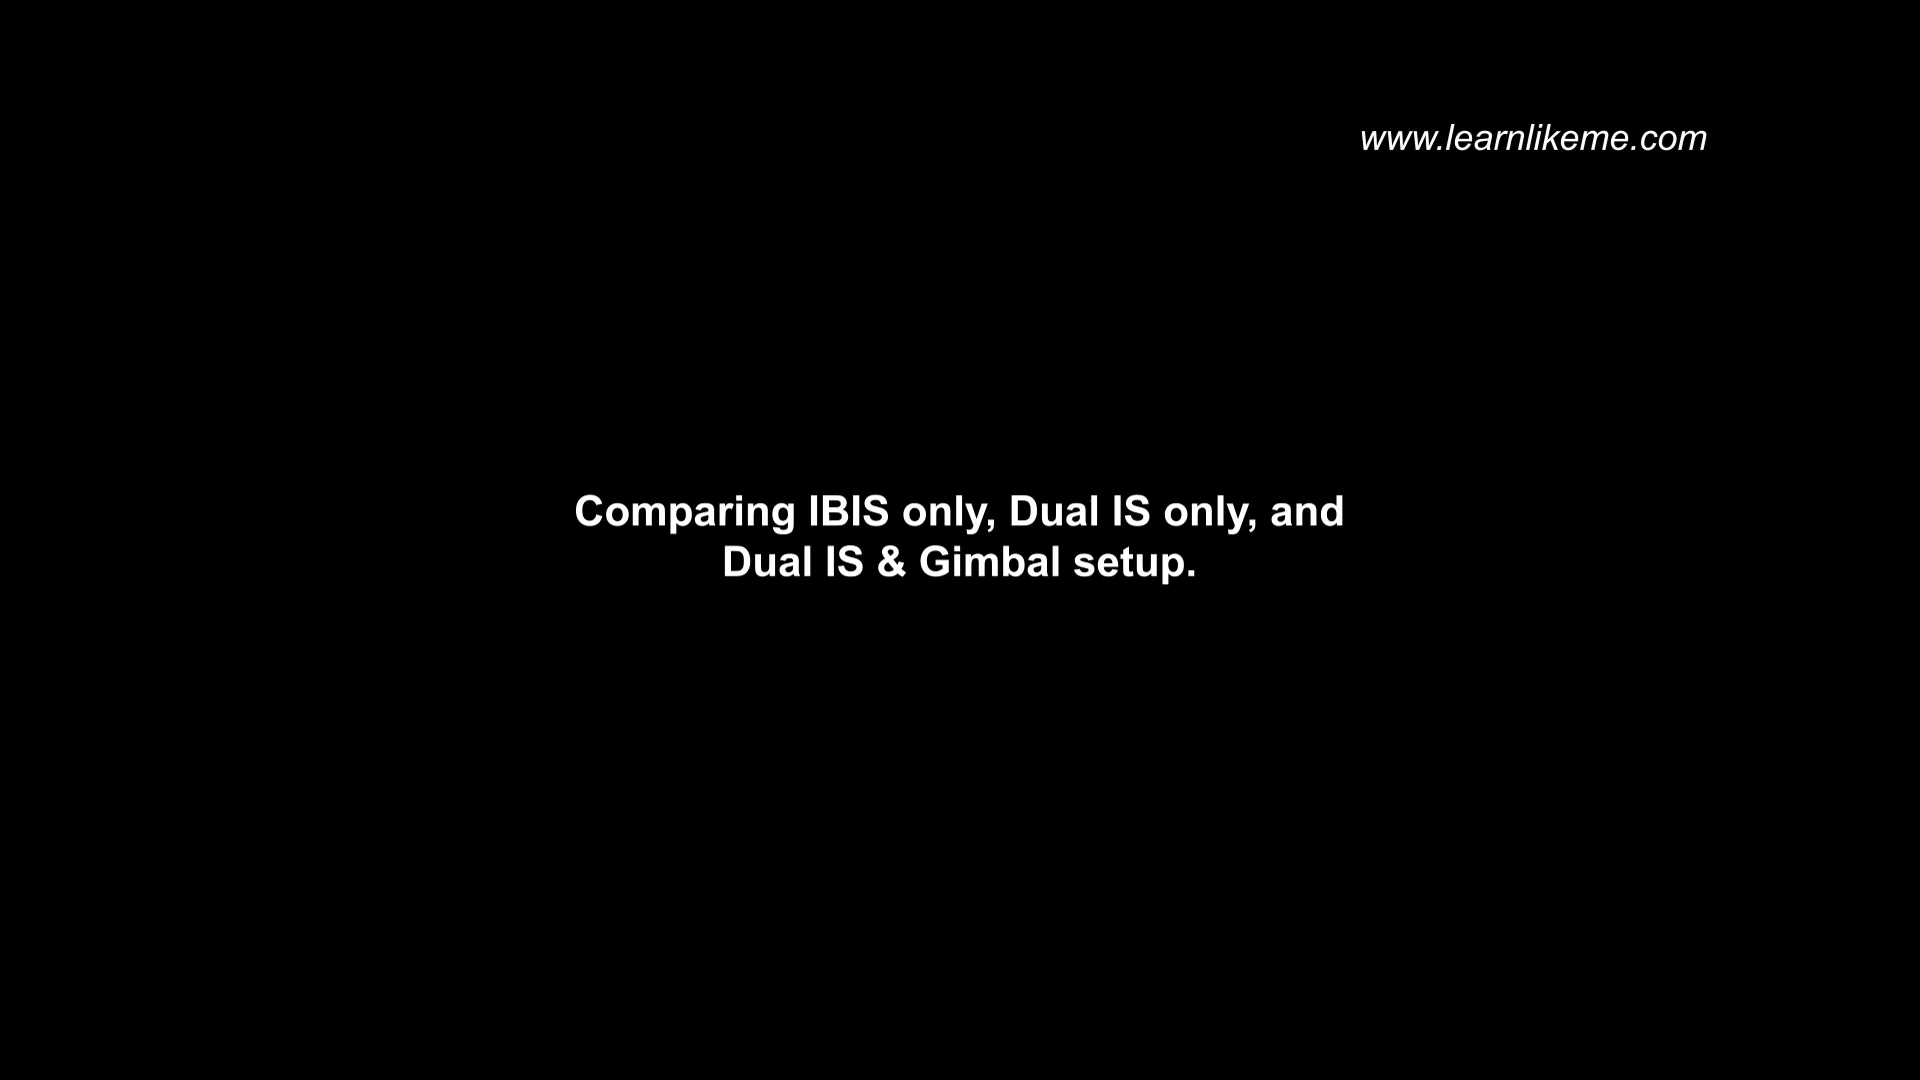 www.learnlikeme.com
Comparing IBIS only, Dual IS only, and
Dual IS & Gimbal setup.